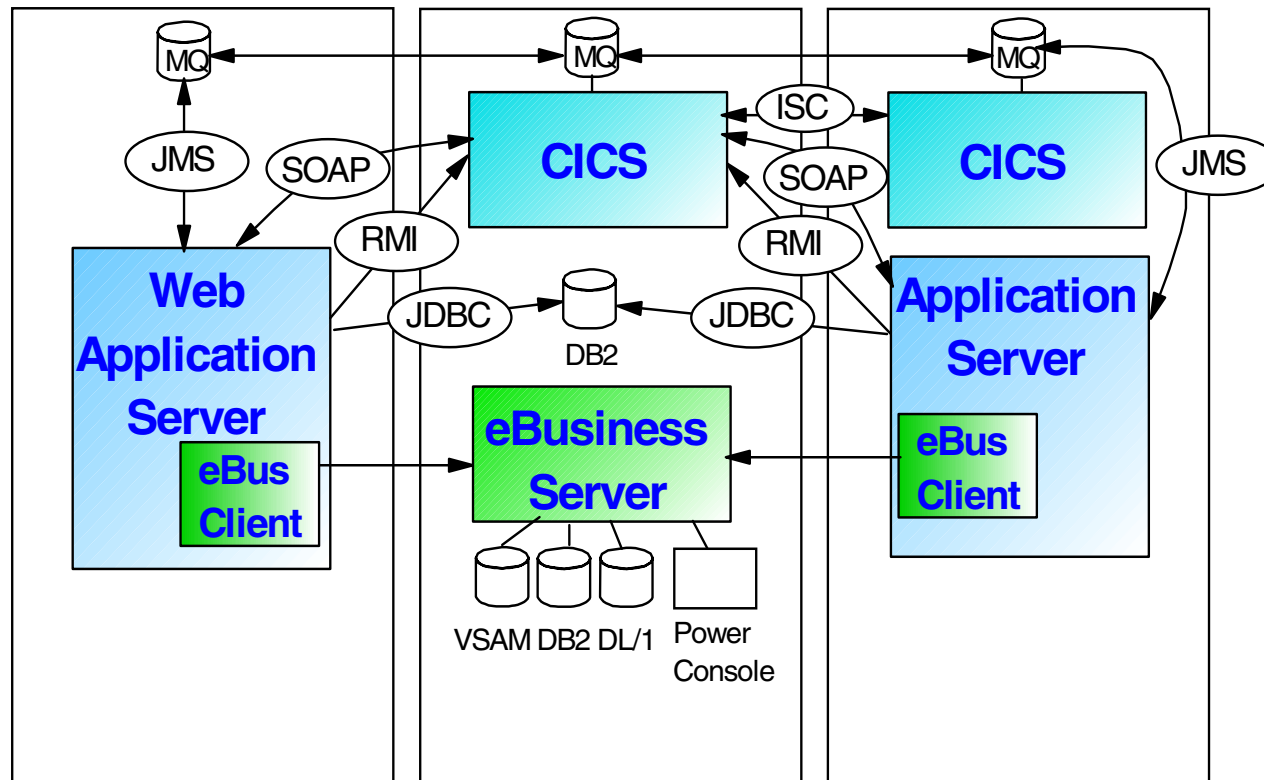 MQ
MQ
MQ
ISC
CICS
CICS
JMS
SOAP
SOAP
JMS
RMI
RMI
Web
Application
Server
JDBC
JDBC
DB2
Application
Server
eBusiness
Server
eBus
Client
eBus
Client
VSAM DB2 DL/1
Power
Console